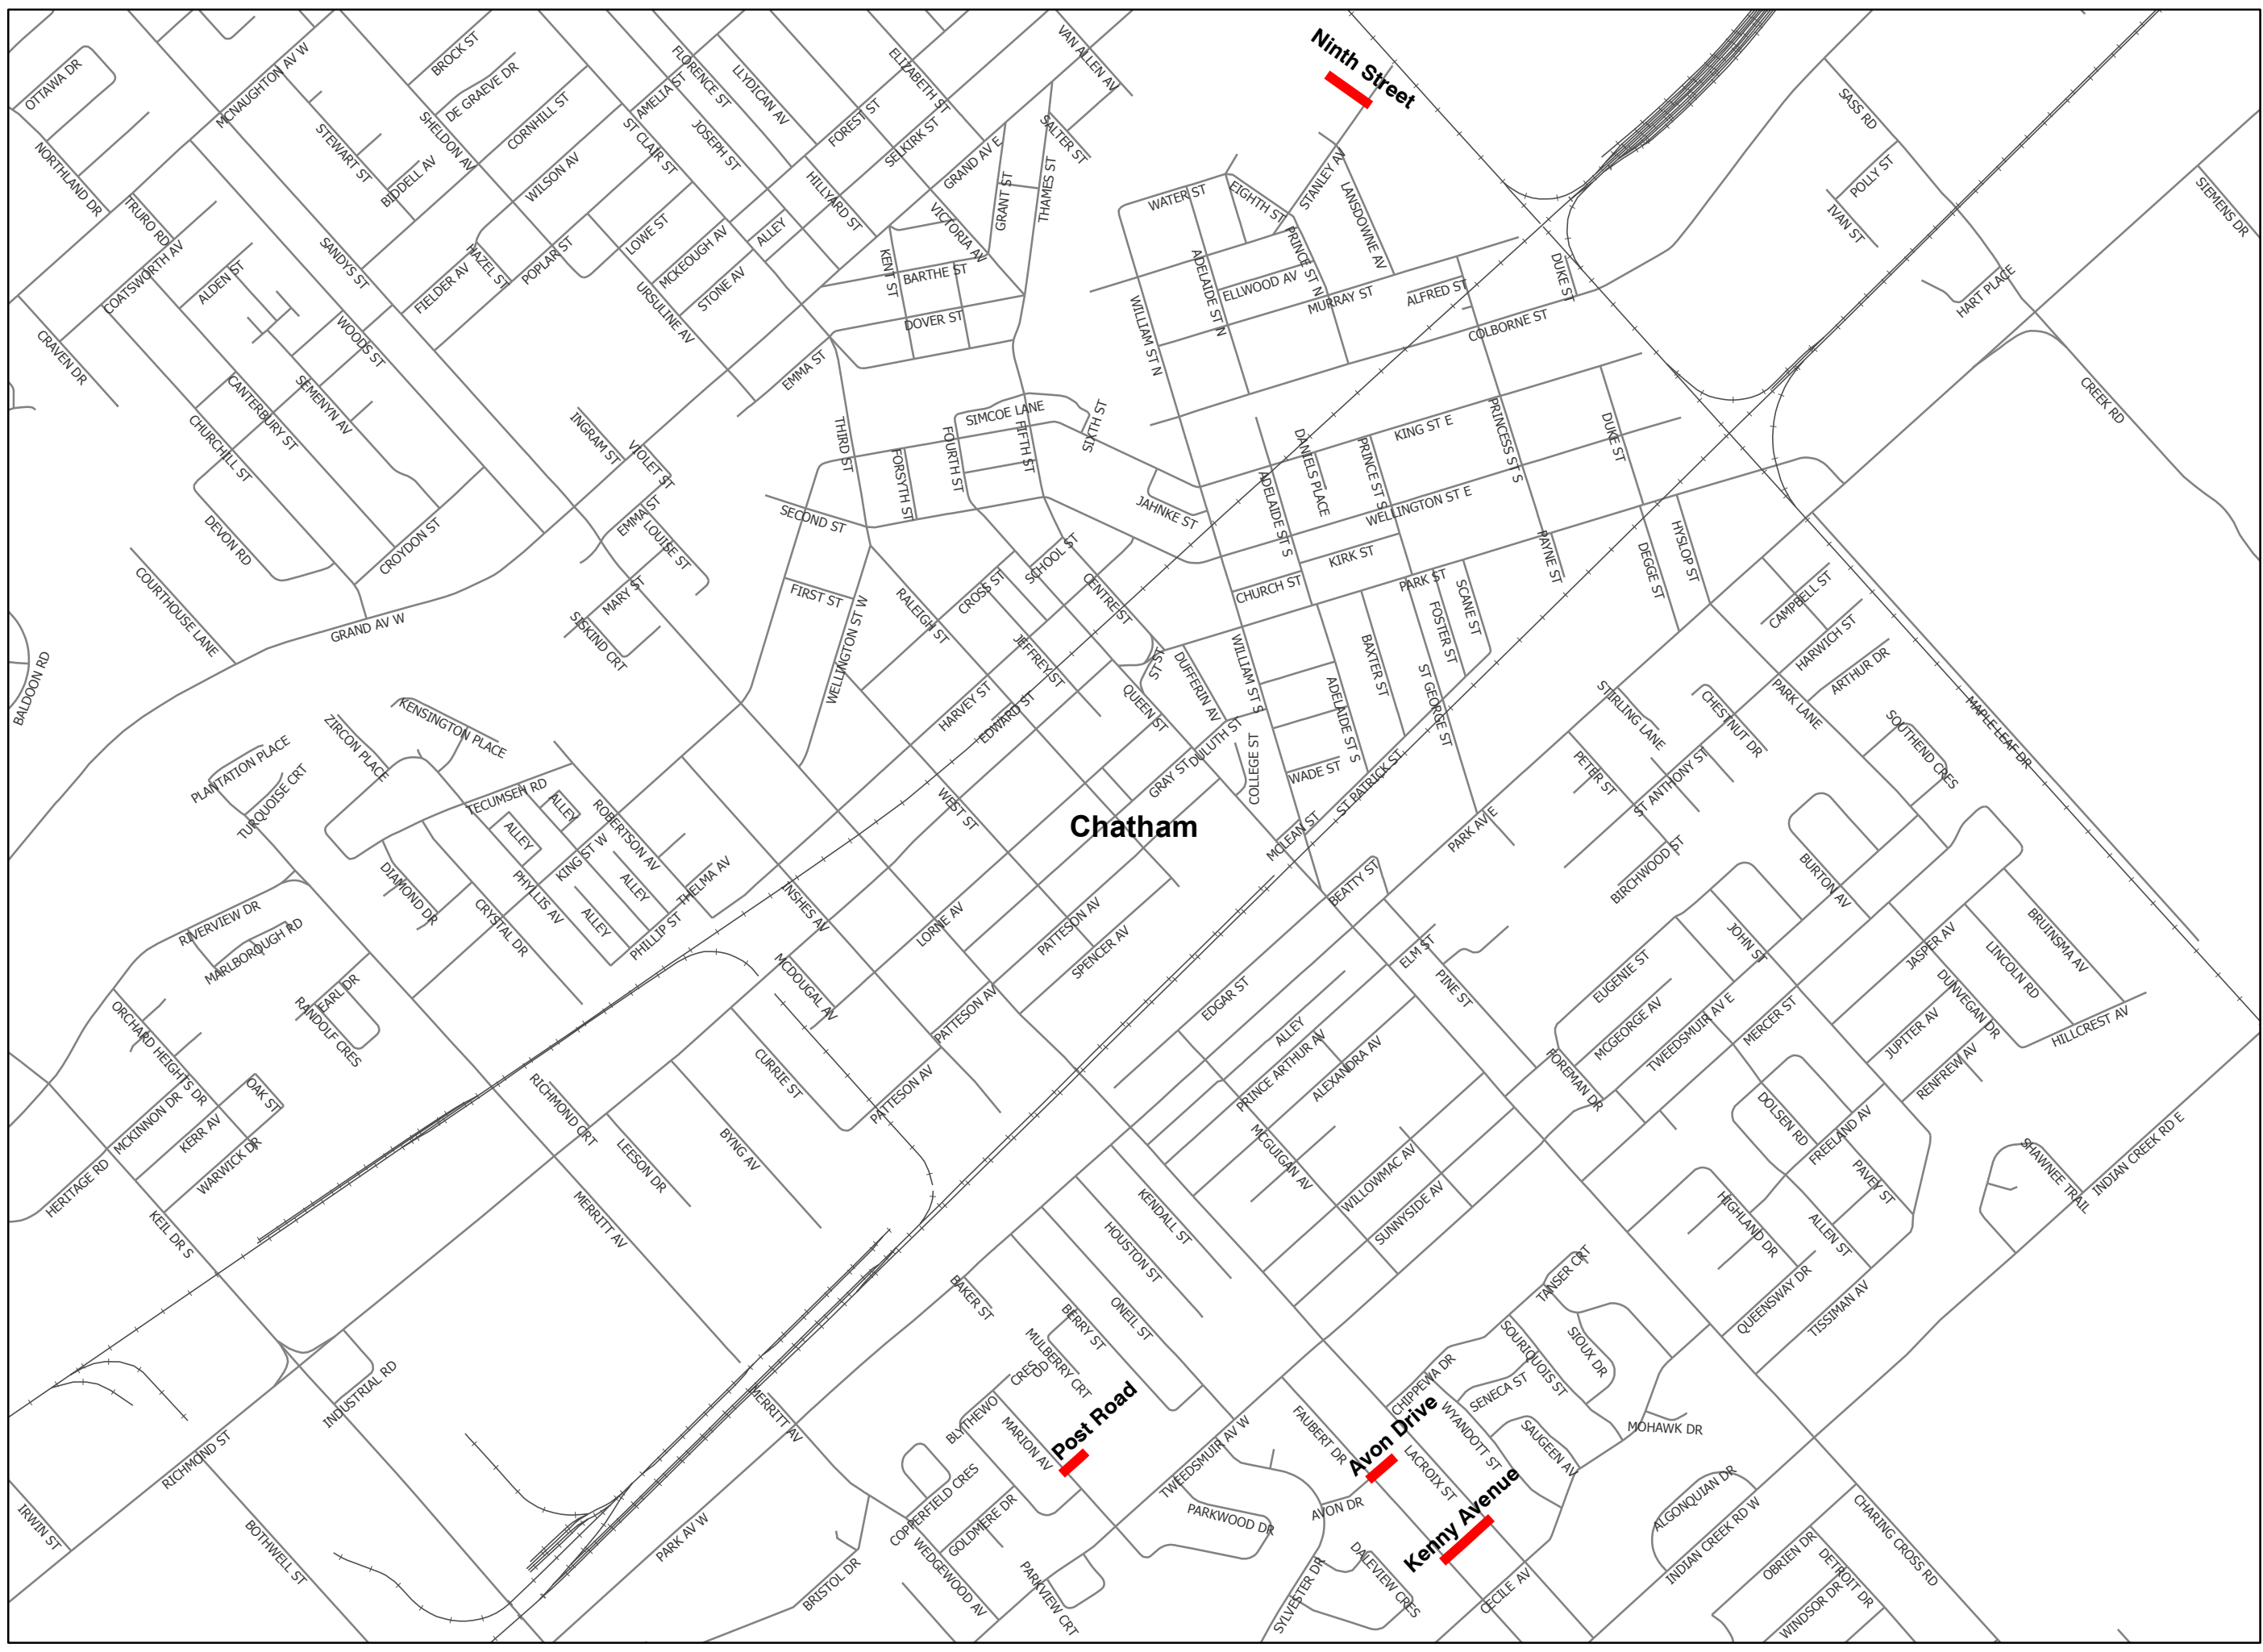 Ninth Street
VAN ALLEN AV
BROCK ST
FLORENCE ST
ELIZABETH ST
OTTAWA DR
MCNAUGHTON AV W
DE GRAEVE DR
LLYDICAN AV
AMELIA ST
SASS RD
CORNHILL ST
FOREST ST
SHELDON AV
STEWART ST
ST CLAIR ST
JOSEPH ST
SELKIRK ST
SALTER ST
GRAND AV E
NORTHLAND DR
BIDDELL AV
WILSON AV
HILLYARD ST
GRANT ST
THAMES ST
WATER ST
EIGHTH ST
STANLEY AV
LANSDOWNE AV
POLLY ST
IVAN ST
SIEMENS DR
TRURO RD
COATSWORTH AV
SANDYS ST
HAZEL ST
POPLAR ST
LOWE ST
MCKEOUGH AV
ALLEY
VICTORIA AV
ALDEN ST
FIELDER AV
URSULINE AV
STONE AV
KENT ST
BARTHE ST
ADELAIDE ST N
PRINCE ST N
ELLWOOD AV
MURRAY ST
ALFRED ST
DUKE ST
HART PLACE
CRAVEN DR
WOODS ST
DOVER ST
WILLIAM ST N
COLBORNE ST
EMMA ST
CANTERBURY ST
SEMENYN AV
CREEK RD
CHURCHILL ST
INGRAM ST
VIOLET ST
THIRD ST
FORSYTH ST
FOURTH ST
SIMCOE LANE
FIFTH ST
SIXTH ST
DANIELS PLACE
PRINCE ST S
KING ST E
PRINCESS ST S
DUKE ST
DEVON RD
CROYDON ST
EMMA ST
LOUISE ST
SECOND ST
JAHNKE ST
ADELAIDE ST S
WELLINGTON ST E
COURTHOUSE LANE
MARY ST
SISKIND CRT
FIRST ST
RALEIGH ST
CROSS ST
SCHOOL ST
CENTRE ST
CHURCH ST
KIRK ST
PARK ST
FOSTER ST
SCANE ST
PAYNE ST
DEGGE ST
HYSLOP ST
CAMPBELL ST
GRAND AV W
BALDOON RD
WELLINGTON ST W
JEFFREY ST
ST ST
DUFFERIN AV
WILLIAM ST S
BAXTER ST
ST GEORGE ST
HARWICH ST
ARTHUR DR
ZIRCON PLACE
KENSINGTON PLACE
HARVEY ST
EDWARD ST
QUEEN ST
ADELAIDE ST S
STIRLING LANE
CHESTNUT DR
PARK LANE
MAPLE LEAF DR
PLANTATION PLACE
TURQUOISE CRT
GRAY ST
DULUTH ST
COLLEGE ST
WADE ST
ST PATRICK ST
PETER ST
ST ANTHONY ST
SOUTHEND CRES
TECUMSEH RD
ALLEY
ALLEY
ROBERTSON AV
WEST ST
Chatham
MCLEAN ST
PARK AV E
BIRCHWOOD ST
KING ST W
DIAMOND DR
PHYLLIS AV
ALLEY
THELMA AV
INSHES AV
BEATTY ST
BURTON AV
CRYSTAL DR
ALLEY
PHILLIP ST
LORNE AV
PATTESON AV
SPENCER AV
ELM ST
RIVERVIEW DR
MARLBOROUGH RD
MCDOUGAL AV
PINE ST
EUGENIE ST
JOHN ST
JASPER AV
LINCOLN RD
BRUINSMA AV
EARL DR
RANDOLF CRES
PATTESON AV
EDGAR ST
DUNVEGAN DR
ORCHARD HEIGHTS DR
ALLEY
MCGEORGE AV
TWEEDSMUIR AV E
MERCER ST
JUPITER AV
HILLCREST AV
CURRIE ST
PATTESON AV
PRINCE ARTHUR AV
ALEXANDRA AV
FOREMAN DR
RENFREW AV
OAK ST
RICHMOND CRT
MCKINNON DR
KERR AV
LEESON DR
BYNG AV
MCGUIGAN AV
DOLSEN RD
FREELAND AV
WARWICK DR
WILLOWMAC AV
PAVEY ST
SHAWNEE TRAIL
INDIAN CREEK RD E
HERITAGE RD
KEIL DR S
MERRITT AV
KENDALL ST
HOUSTON ST
SUNNYSIDE AV
HIGHLAND DR
ALLEN ST
BAKER ST
BERRY ST
ONEIL ST
TANSER CRT
QUEENSWAY DR
TISSIMAN AV
INDUSTRIAL RD
MERRITT AV
MULBERRY CRT
BLYTHEWO
OD
CRES
MARION AV
Post Road
SOURIQUOIS ST
SIOUX DR
CHIPPEWA DR
SENECA ST
MOHAWK DR
RICHMOND ST
TWEEDSMUIR AV W
FAUBERT DR
Avon Drive
WYANDOTT ST
SAUGEEN AV
LACROIX ST
IRWIN ST
BOTHWELL ST
PARK AV W
COPPERFIELD CRES
GOLDMERE DR
PARKWOOD DR
AVON DR
Kenny Avenue
ALGONQUIAN DR
INDIAN CREEK RD W
CHARING CROSS RD
BRISTOL DR
WEDGEWOOD AV
PARKVIEW CRT
SYLVESTER DR
DALEVIEW CRES
CECILE AV
OBRIEN DR
DETROIT DR
WINDSOR DR